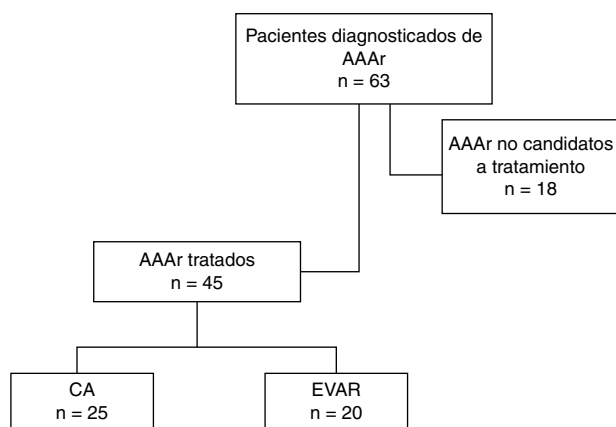 Pacientes diagnosticados de
AAAr
n = 63
AAAr no candidatos
a tratamiento
n = 18
AAAr tratados
n = 45
CA
n = 25
EVAR
n = 20